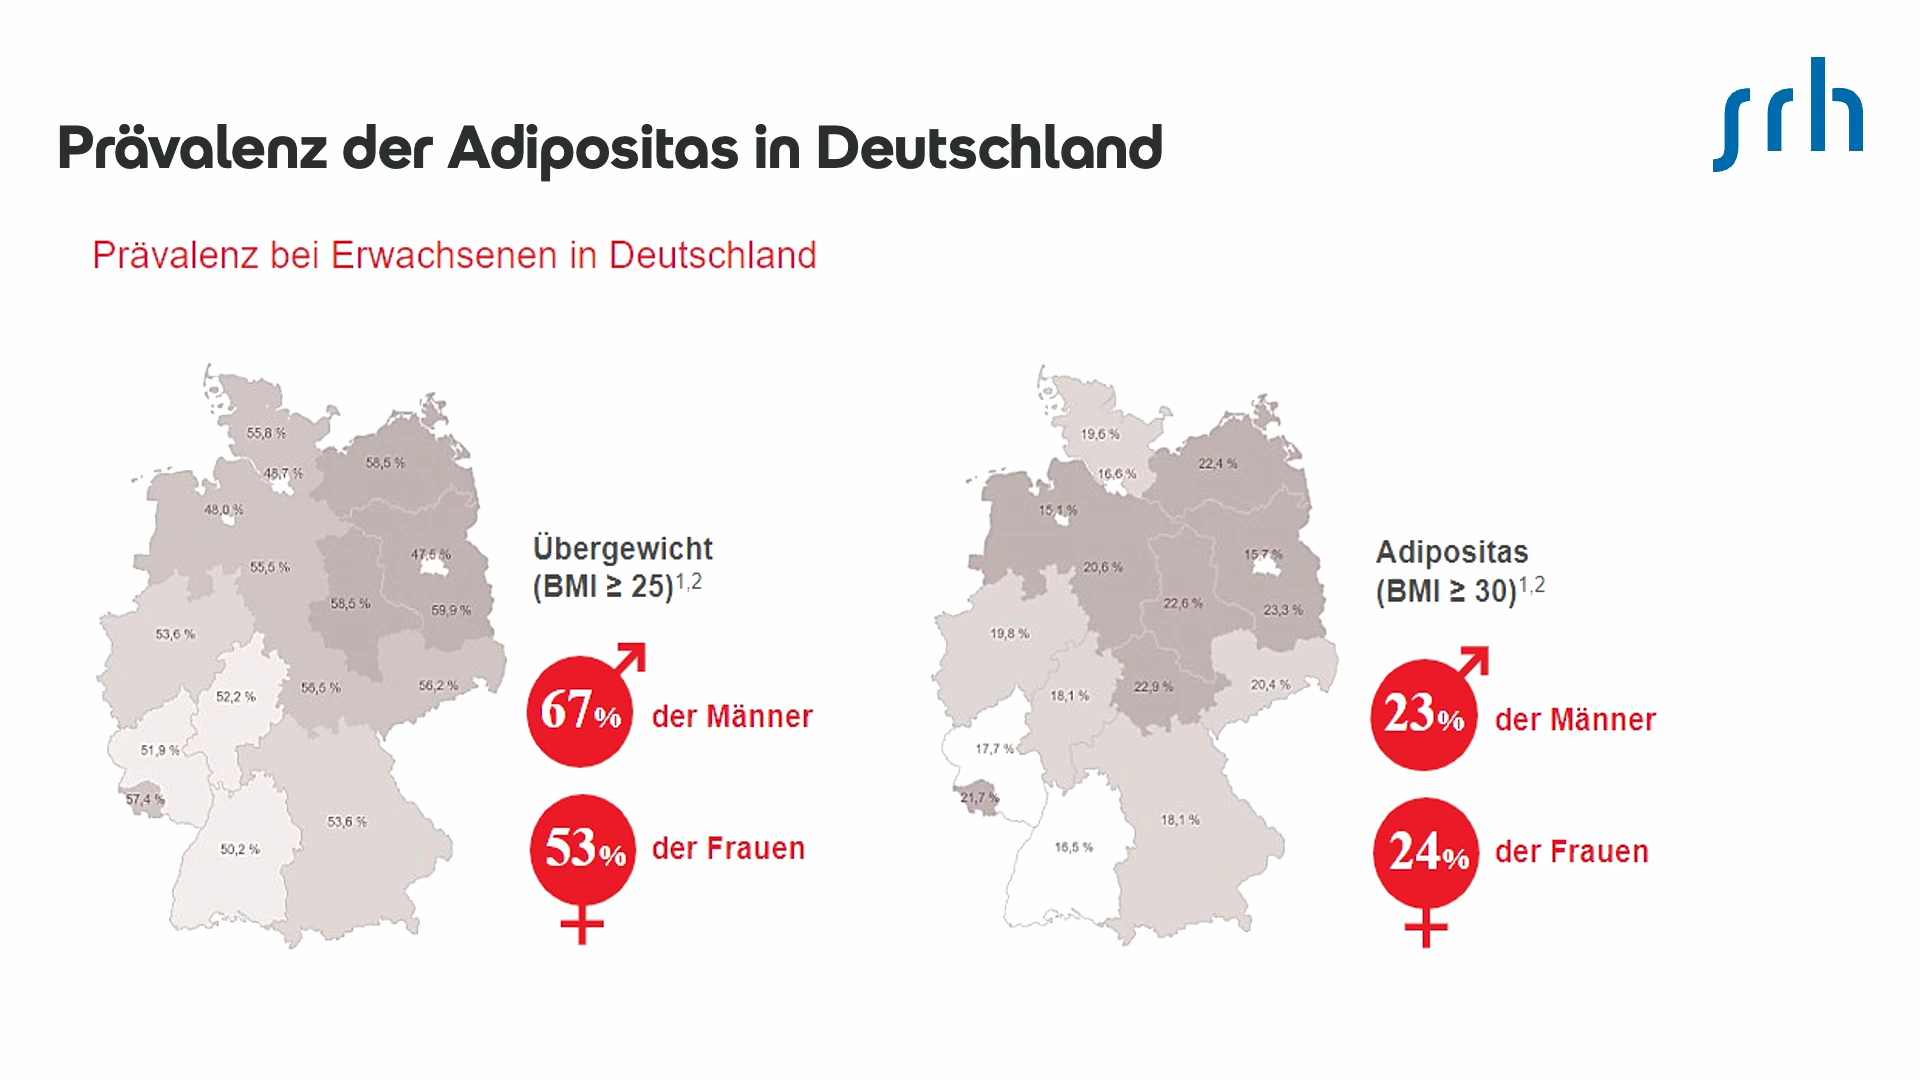 srh
Prävalenz der Adipositas in Deutschland
Prävalenz bei Erwachsenen in Deutschland
55,8 %
48,7 %
58,5 %
48,0 %
47,6 %
55,5 %
58,5 %
59,9 %
53,6 %
52,2 %
56,2 %
51,9 %
57,4 %
53,6 %
50,2 %
Übergewicht
(BMI ≥ 25)1,2
67% der Männer
53% der Frauen
19,6 %
16,6 %
22,4 %
15,1 %
15,7 %
20,6 %
22,6 %
23,3 %
19,8 %
18,1 %
22,9 %
20,4 %
17,7 %
21,7 %
18,1 %
16,5 %
Adipositas
(BMI ≥ 30)1,2
23% der Männer
24% der Frauen